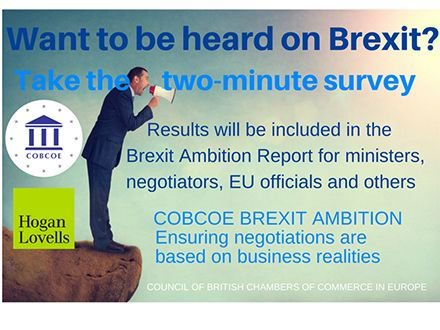 Want to be heard on Brexit?
Take the two-minute survey
COBCOE
Results will be included in the
Brexit Ambition Report for ministers,
negotiators, EU officials and others
Hogan
Lovells
COBCOE BREXIT AMBITION
Ensuring negotiations are
based on business realities
COUNCIL OF BRITISH CHAMBERS OF COMMERCE IN EUROPE